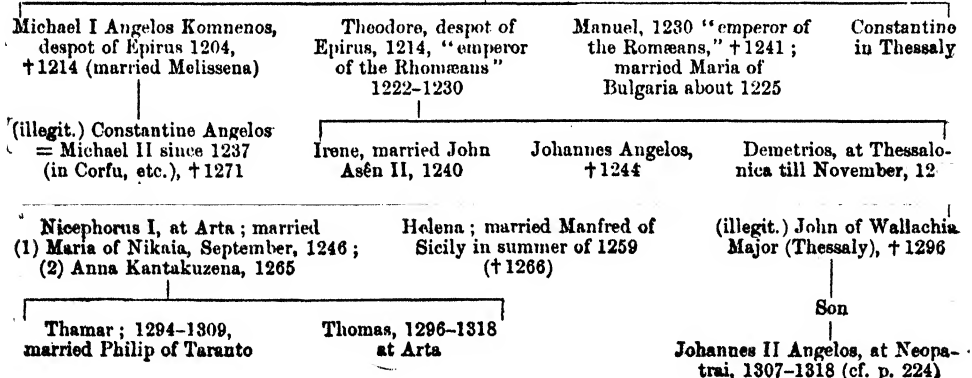 Michael I Angelos Komnenos,
despot of Epirus 1204,
†1214 (married Melissena)
Theodore, despot of
Epirus, 1214, “emperor
of the Rhomæans”
1222–1230
Manuel, 1230 “emperor of
the Romæans,” †1241 ;
married Maria of
Bulgaria about 1225
Constantine
in Thessaly
(illegit.) Constantine Angelos
= Michael II since 1237
(in Corfu, etc.), †1271
Irene, married John
Asên II, 1240
Johannes Angelos,
†1244
Demetrios, at Thessalo-
nica till November, 12
Nicephorus I, at Arta ; married
(1) Maria of Nikaia, September, 1246 ;
(2) Anna Kantakuzena, 1265
Helena ; married Manfred of
Sicily in summer of 1259
(†1266)
(illegit.) John of Wallachia
Major (Thessaly), †1296
Thamar ; 1294–1309,
married Philip of Taranto
Thomas, 1296–1318
at Arta
Son
Johannes II Angelos, at Neopa-
trai, 1307–1318 (cf. p. 224)